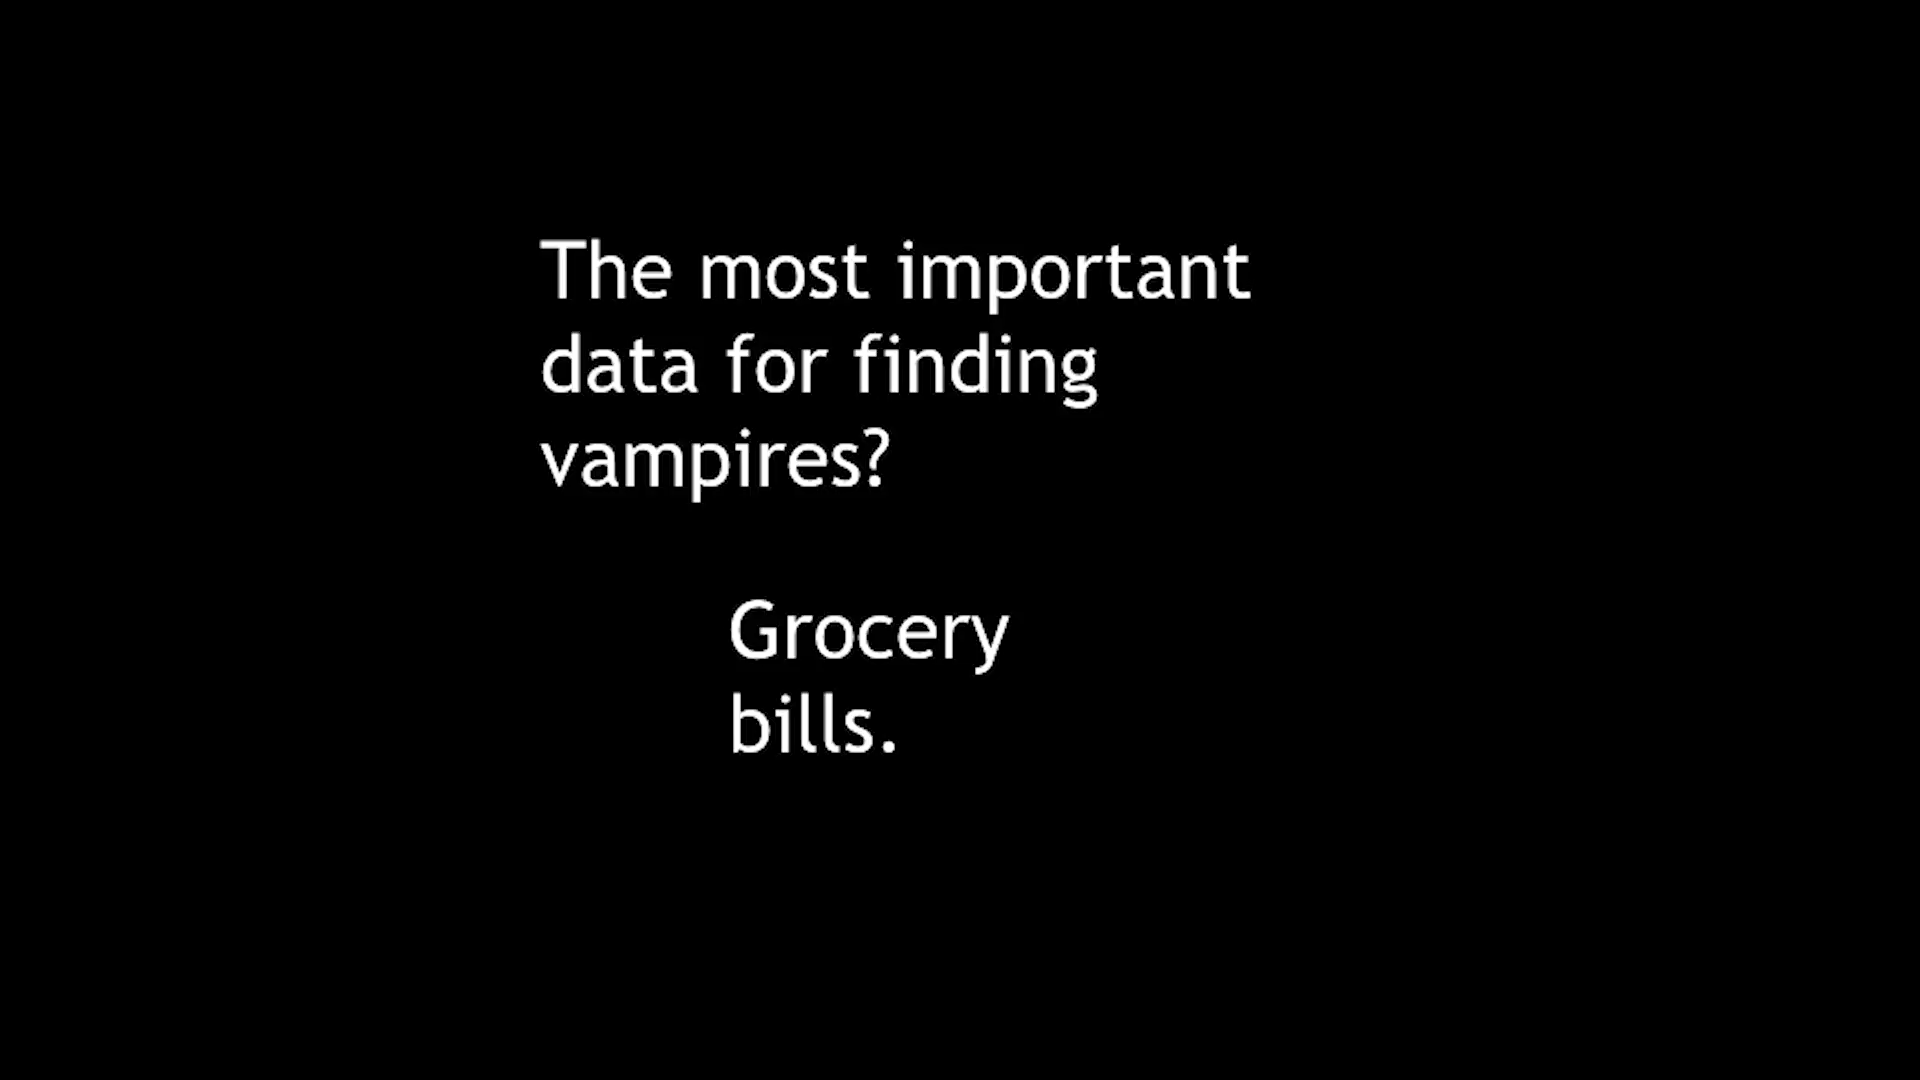 The most important
data for finding
vampires?
Grocery
bills.